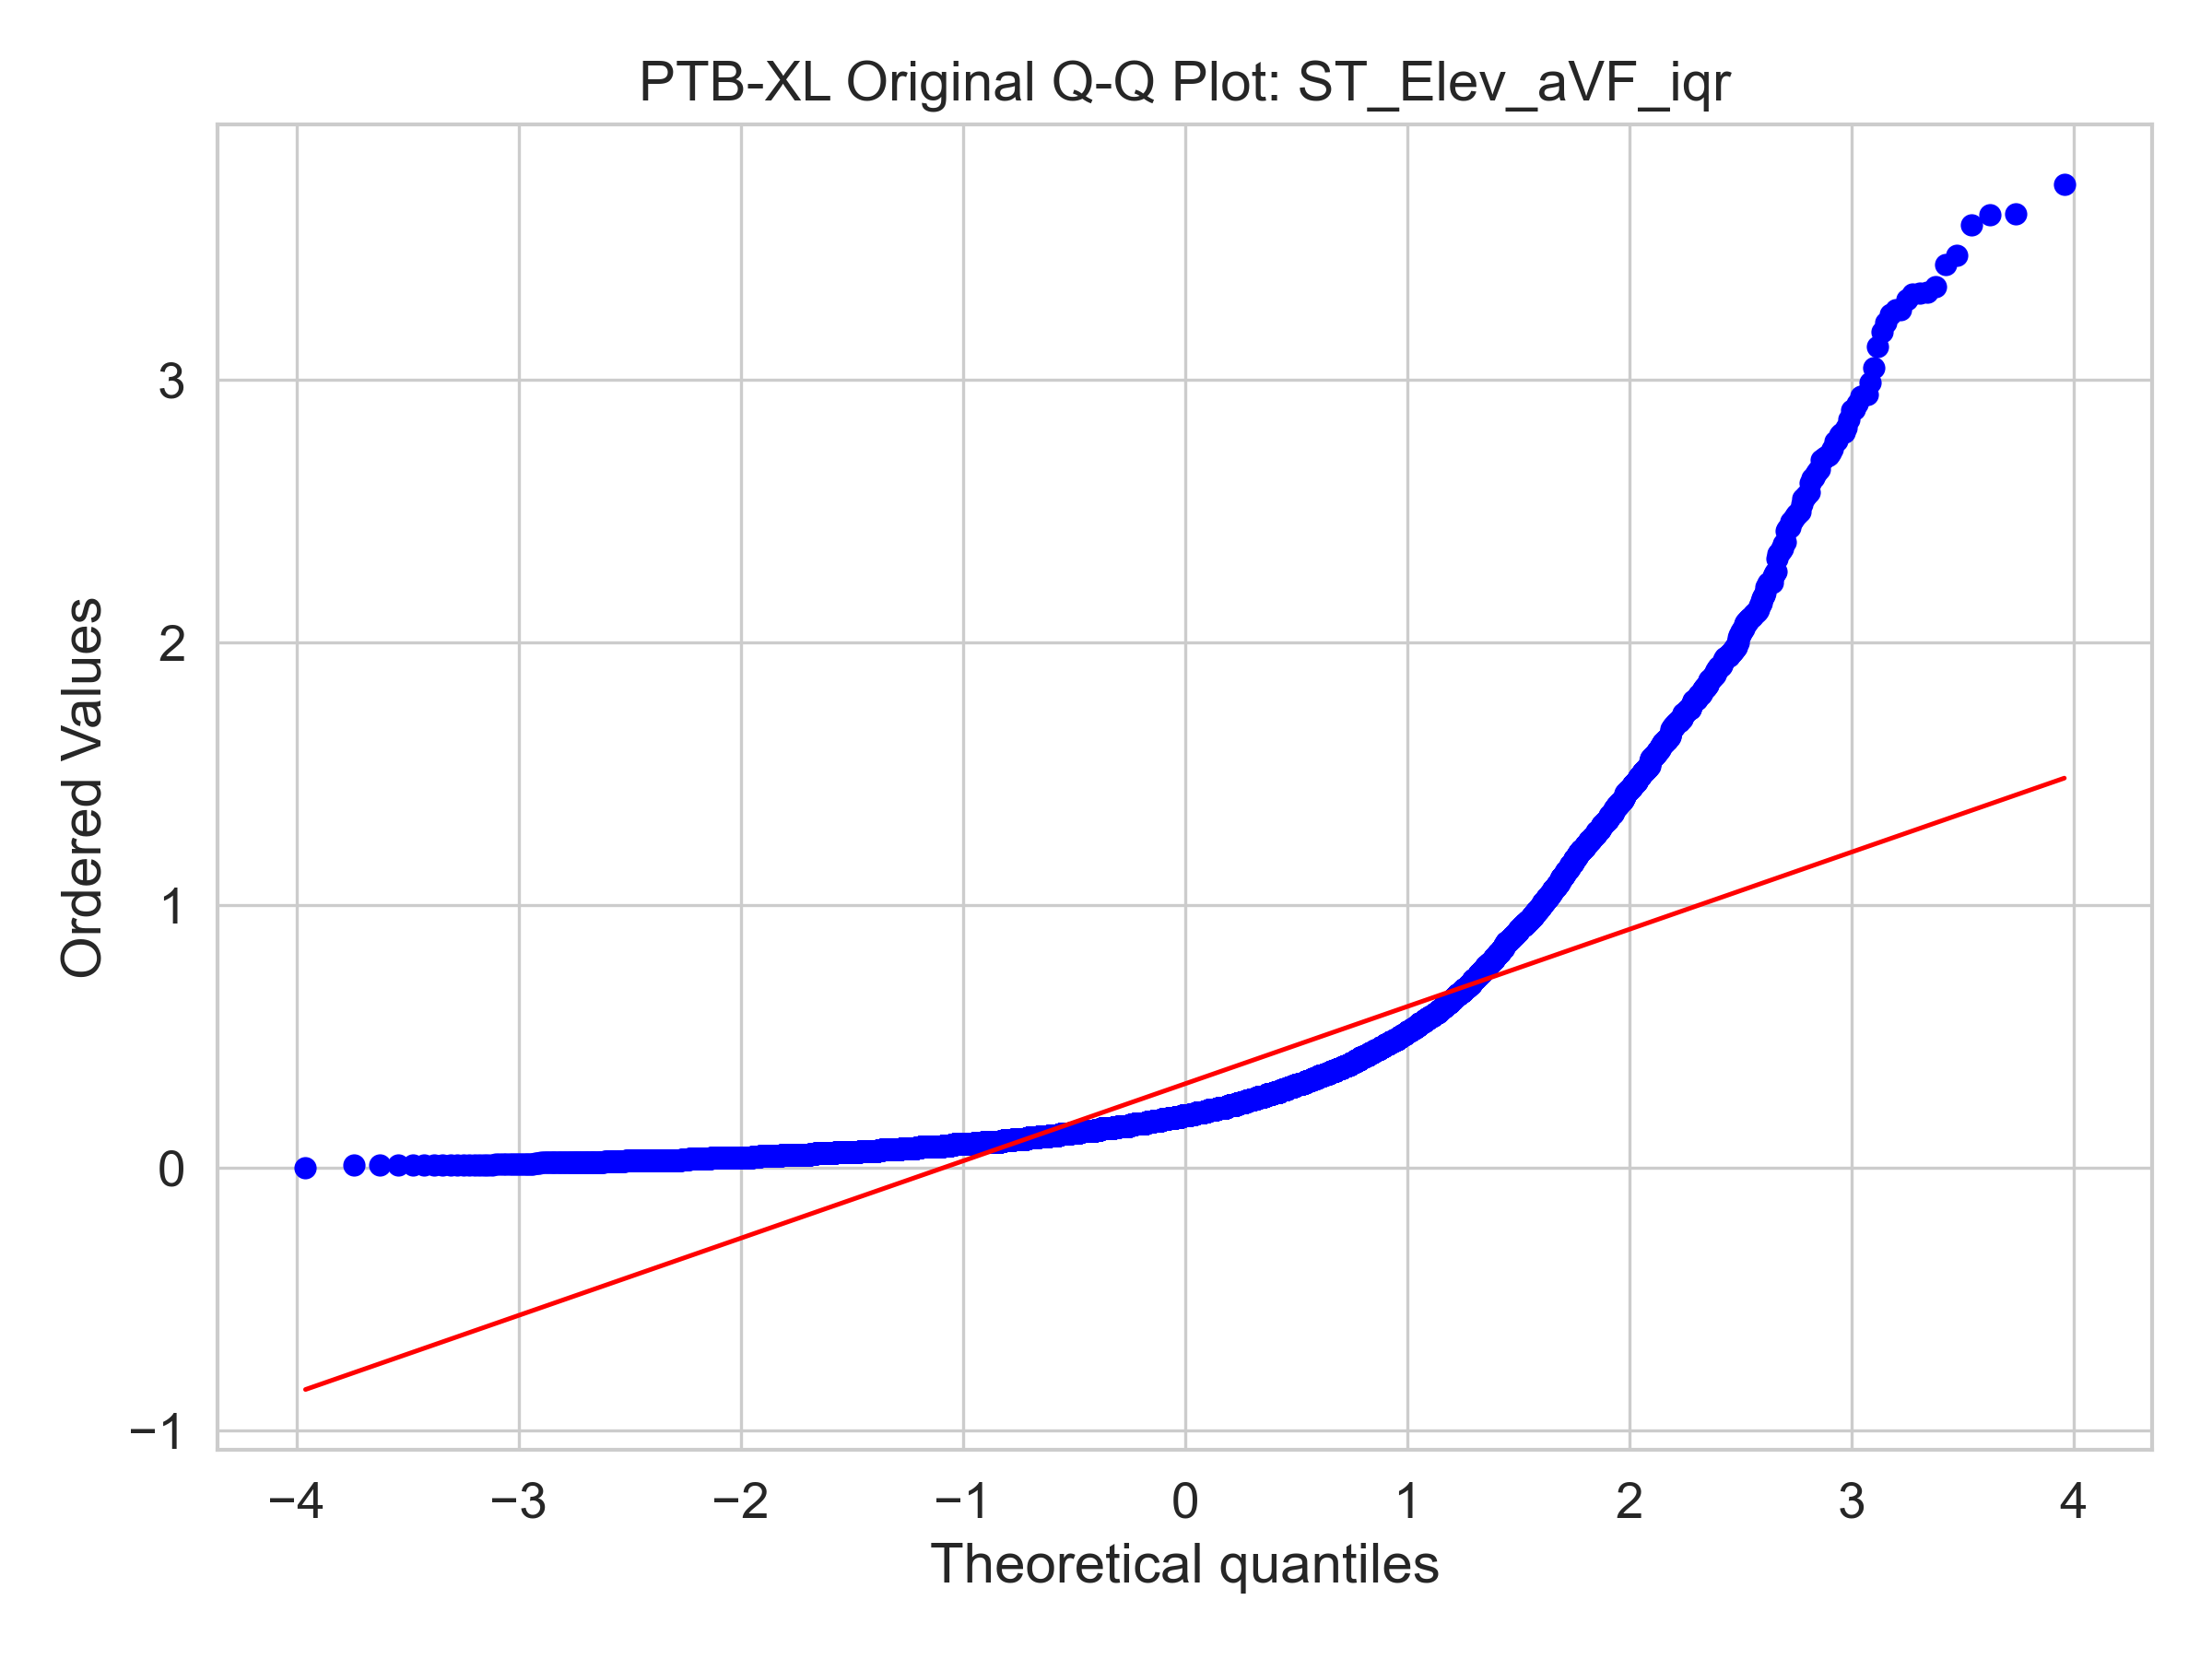 PTB-XL Original Q-Q Plot: ST_Elev_aVF_iqr
Ordered Values
3
2
1
0
−1
−4 −3 −2 −1 0 1 2 3 4
Theoretical quantiles